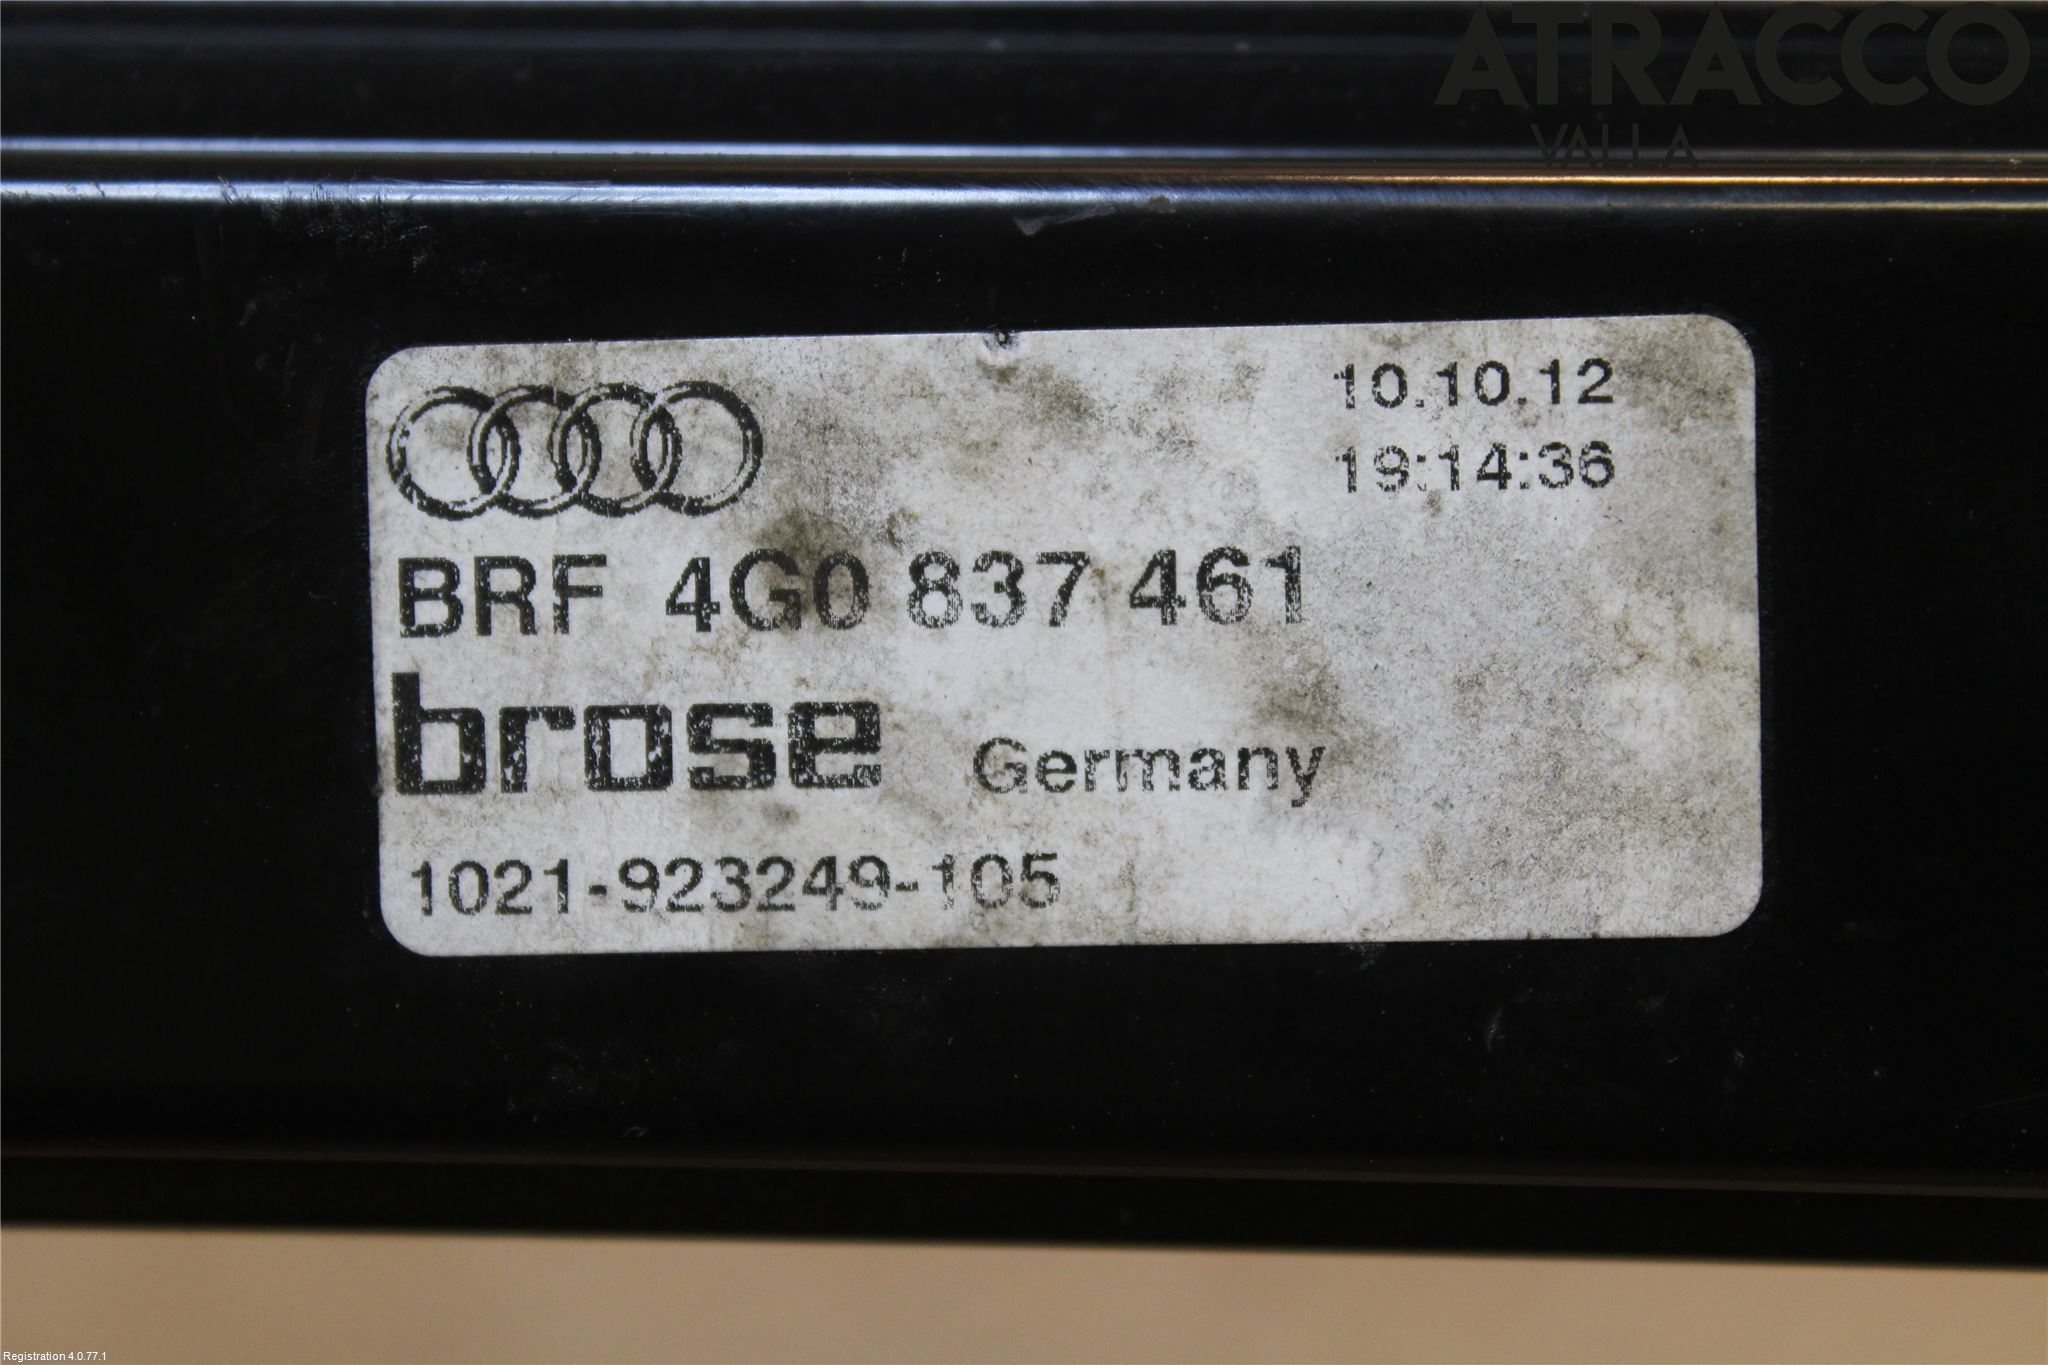 ATRACCO
VALLA
10.10.12
19:14:36
BRF 4G0 837 461
brose Germany
1021-923249-105
Registration 4.0.77.1